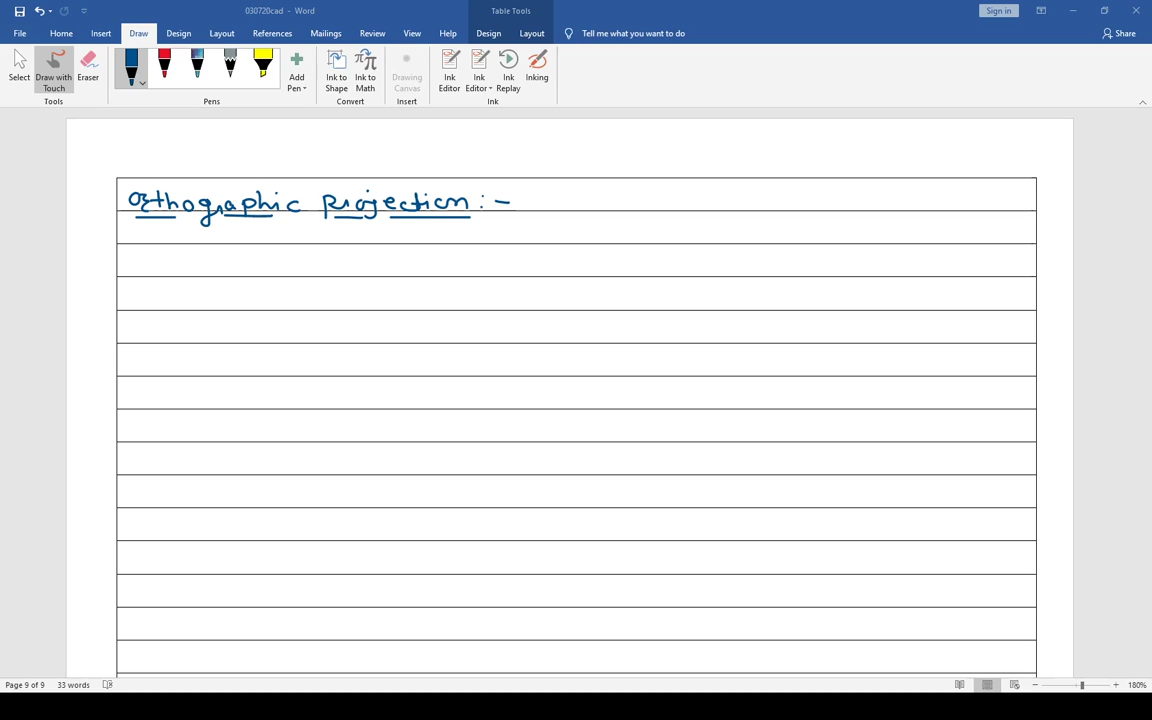 030720cad - Word
Table Tools
Sign in
File Home Insert Draw Design Layout References Mailings Review View Help Design Layout Tell me what you want to do Share
Select Draw with Touch Eraser Add Pen Ink to Shape Ink to Math Drawing Canvas Ink Editor Ink Editor Ink Replay Inking
Tools Pens Convert Insert Ink
Orthographic projection :-
Page 9 of 9 33 words 180%